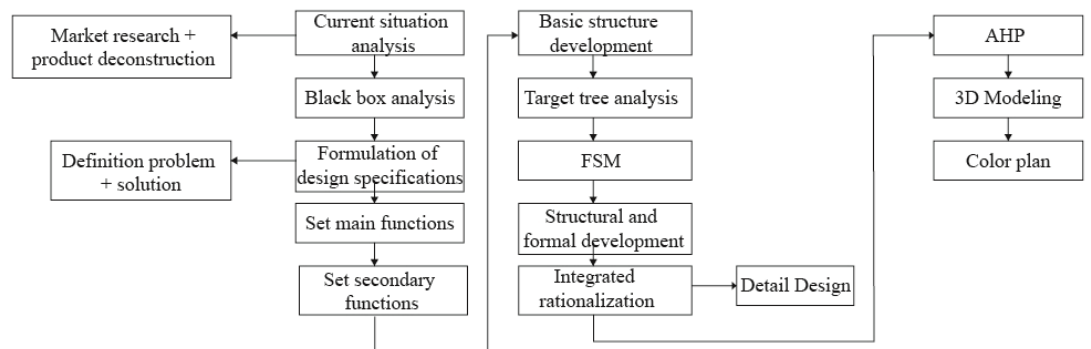 Market research +
product deconstruction
Current situation
analysis
Black box analysis
Definition problem
+ solution
Formulation of
design specifications
Set main functions
Set secondary
functions
Basic structure
development
Target tree analysis
FSM
Structural and
formal development
Integrated
rationalization
Detail Design
AHP
3D Modeling
Color plan